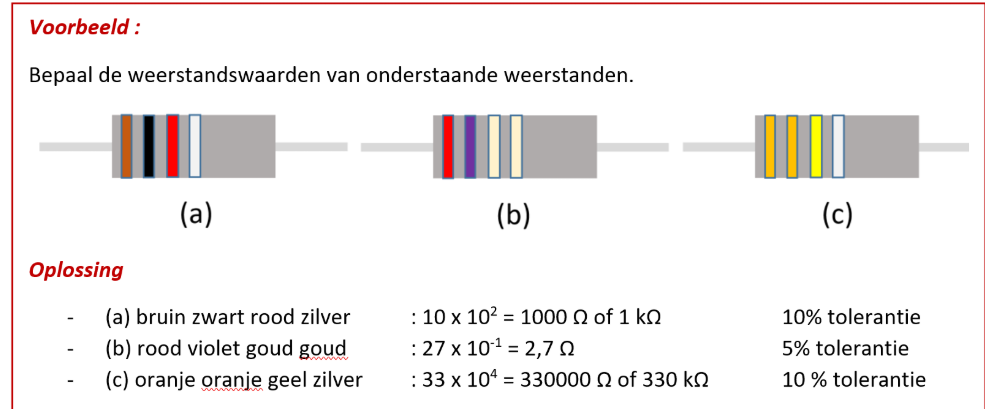 Voorbeeld :
Bepaal de weerstandswaarden van onderstaande weerstanden.
(a) (b) (c)
Oplossing
- (a) bruin zwart rood zilver : 10 x 10² = 1000 Ω of 1 kΩ 10% tolerantie
- (b) rood violet goud goud : 27 x 10⁻¹ = 2,7 Ω 5% tolerantie
- (c) oranje oranje geel zilver : 33 x 10⁴ = 330000 Ω of 330 kΩ 10 % tolerantie